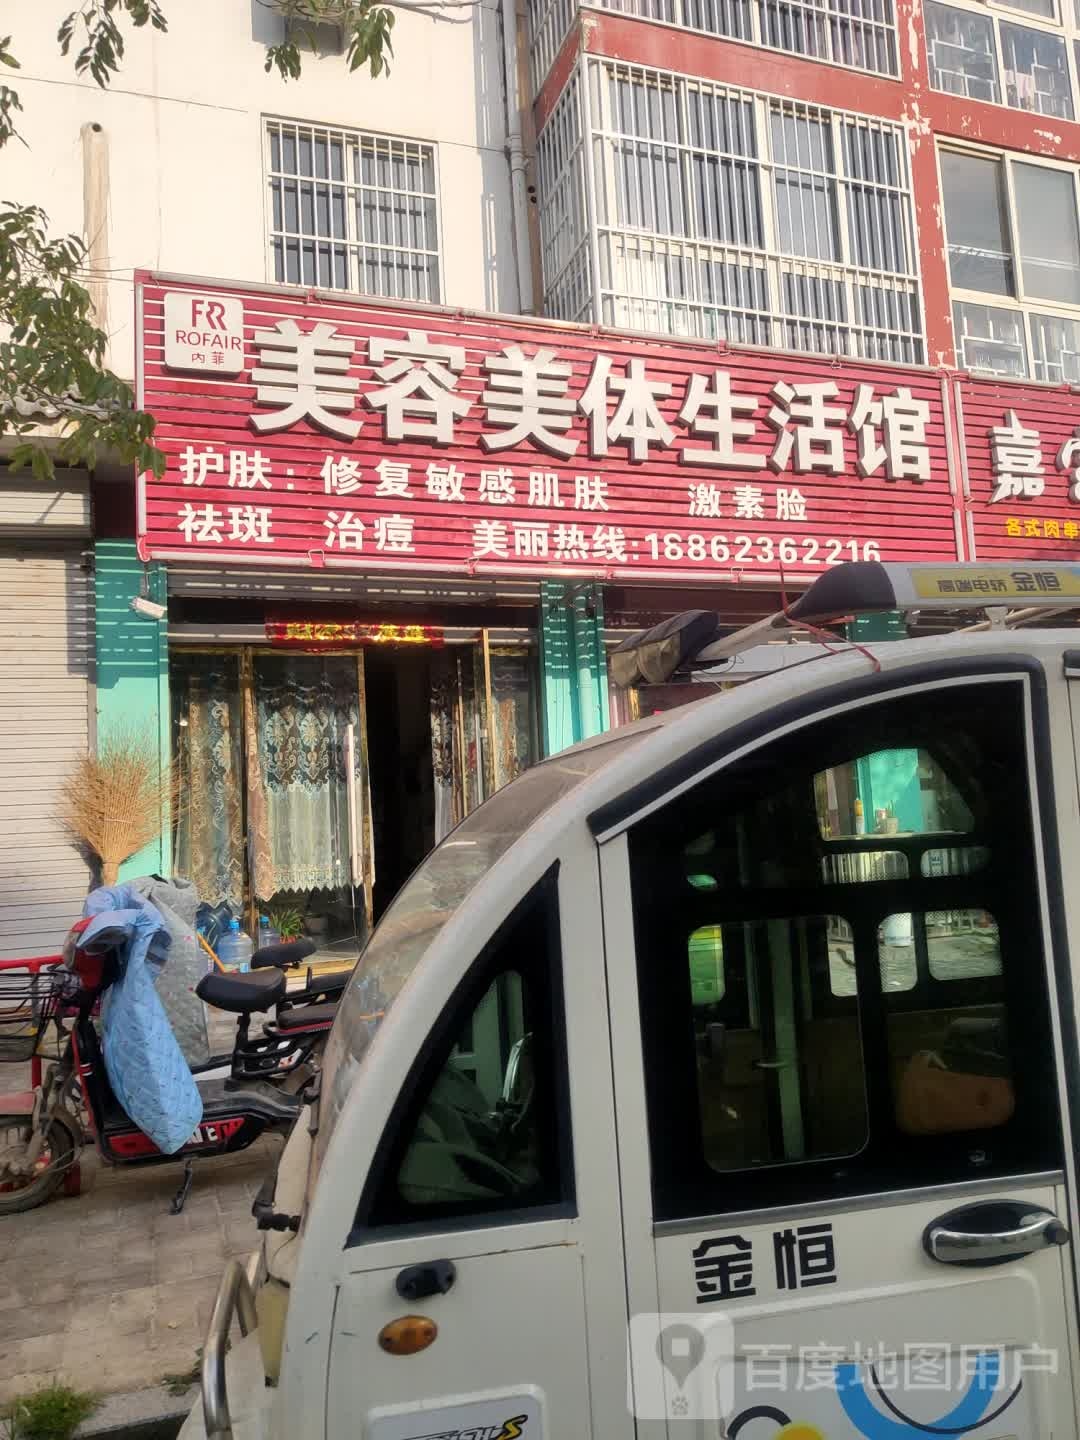 FR
ROFAIR
内菲
美容美体生活馆
护肤：修复敏感肌肤 激素脸
祛斑 治痘 美丽热线:16862362216
嘉
各式肉串
高端电轿 金恒
金恒
百度地图用户